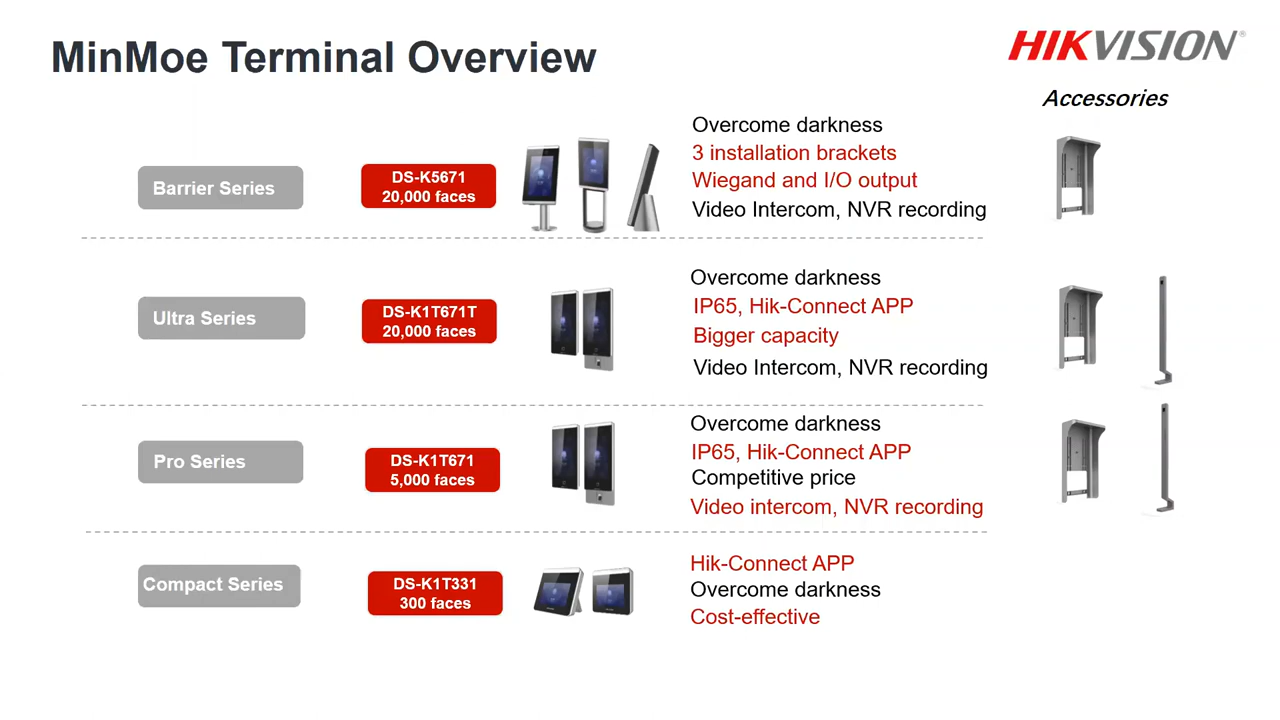 MinMoe Terminal Overview
HIKVISION®
Accessories
Barrier Series
DS-K5671
20,000 faces
Overcome darkness
3 installation brackets
Wiegand and I/O output
Video Intercom, NVR recording
Ultra Series
DS-K1T671T
20,000 faces
Overcome darkness
IP65, Hik-Connect APP
Bigger capacity
Video Intercom, NVR recording
Pro Series
DS-K1T671
5,000 faces
Overcome darkness
IP65, Hik-Connect APP
Competitive price
Video intercom, NVR recording
Compact Series
DS-K1T331
300 faces
Hik-Connect APP
Overcome darkness
Cost-effective